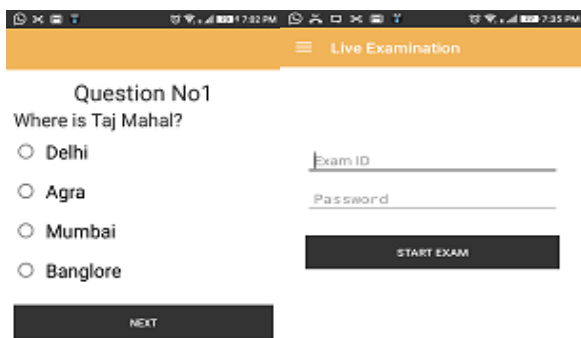 7:02 PM
Question No1
Where is Taj Mahal?
Delhi
Agra
Mumbai
Banglore
NEXT
7:35 PM
Live Examination
Exam ID
Password
START EXAM